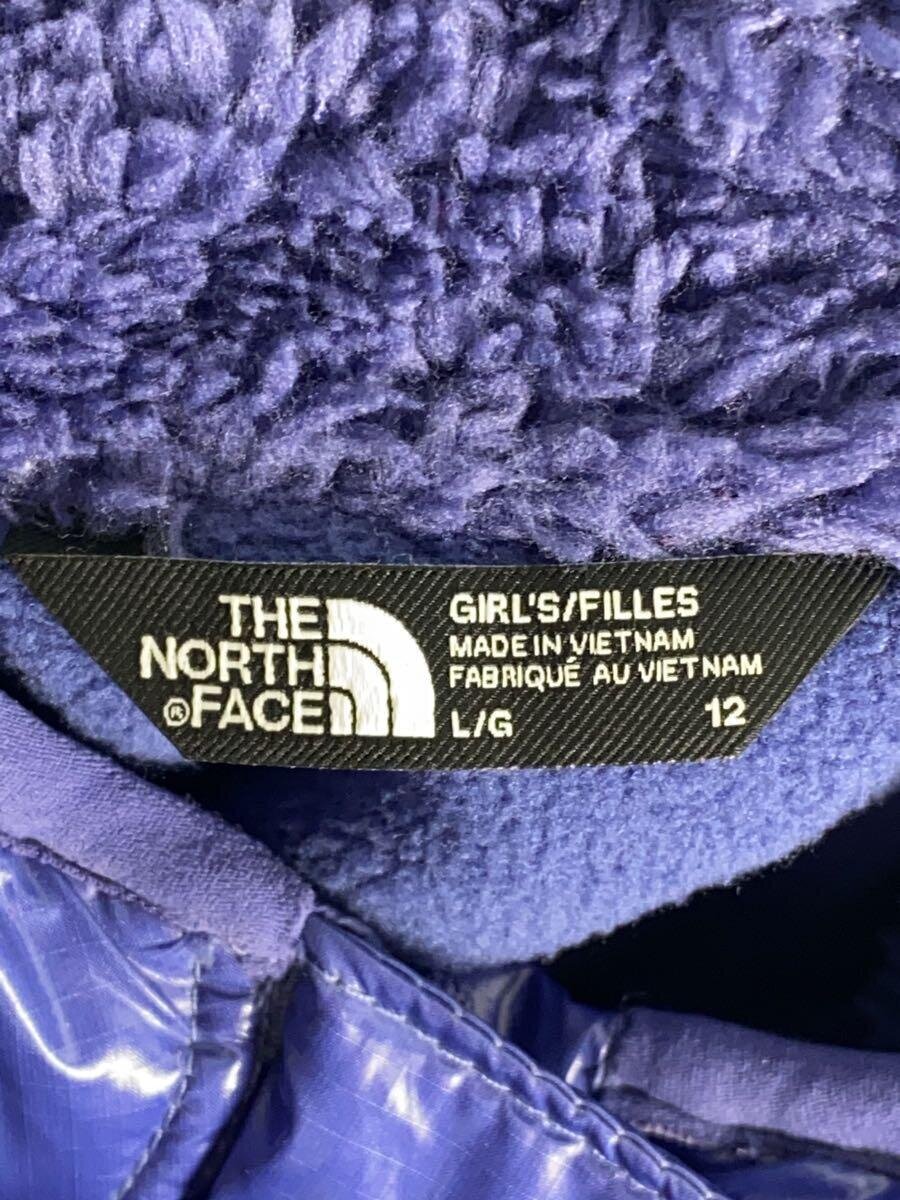 THE
NORTH
®FACE
GIRL'S/FILLES
MADE IN VIETNAM
FABRIQUÉ AU VIETNAM
L/G 12